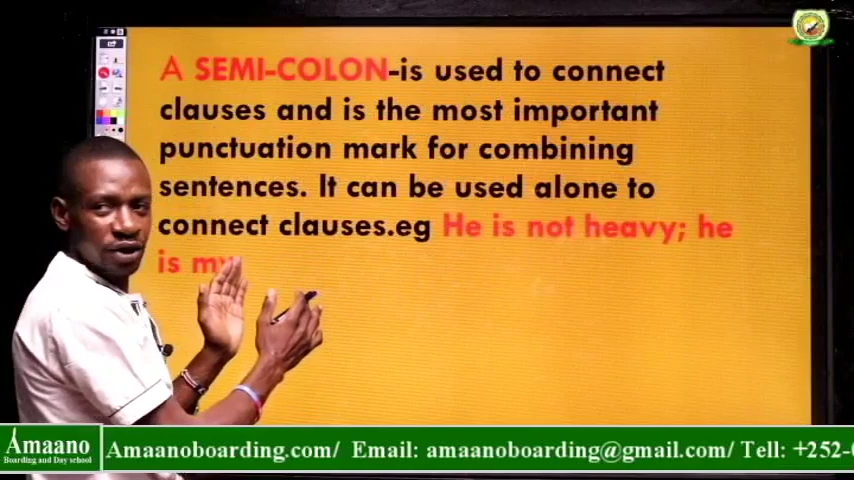 A SEMI-COLON-is used to connect
clauses and is the most important
punctuation mark for combining
sentences. It can be used alone to
connect clauses.eg He is not heavy; he
is my
Amaano
Boarding and Day school
Amaanoboarding.com/ Email: amaanoboarding@gmail.com/ Tell: +252-